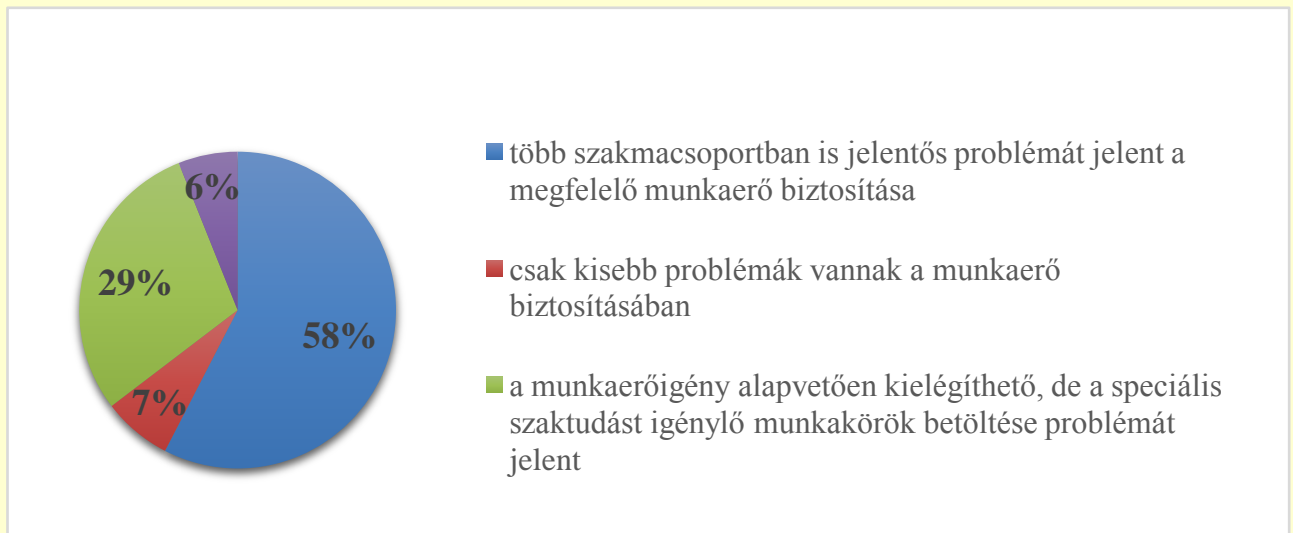 több szakmacsoportban is jelentős problémát jelent a
megfelelő munkaerő biztosítása
csak kisebb problémák vannak a munkaerő
biztosításában
a munkaerőigény alapvetően kielégíthető, de a speciális
szaktudást igénylő munkakörök betöltése problémát
jelent
6%
29%
58%
7%